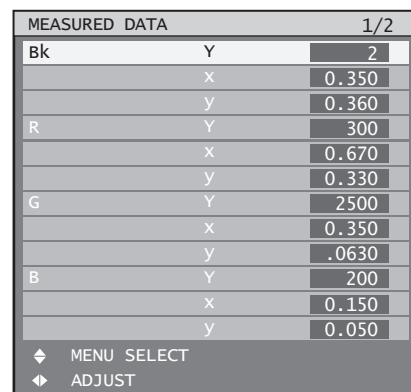 MEASURED DATA 1/2
Bk Y 2
x 0.350
y 0.360
R Y 300
x 0.670
y 0.330
G Y 2500
x 0.350
y .0630
B Y 200
x 0.150
y 0.050
MENU SELECT
ADJUST